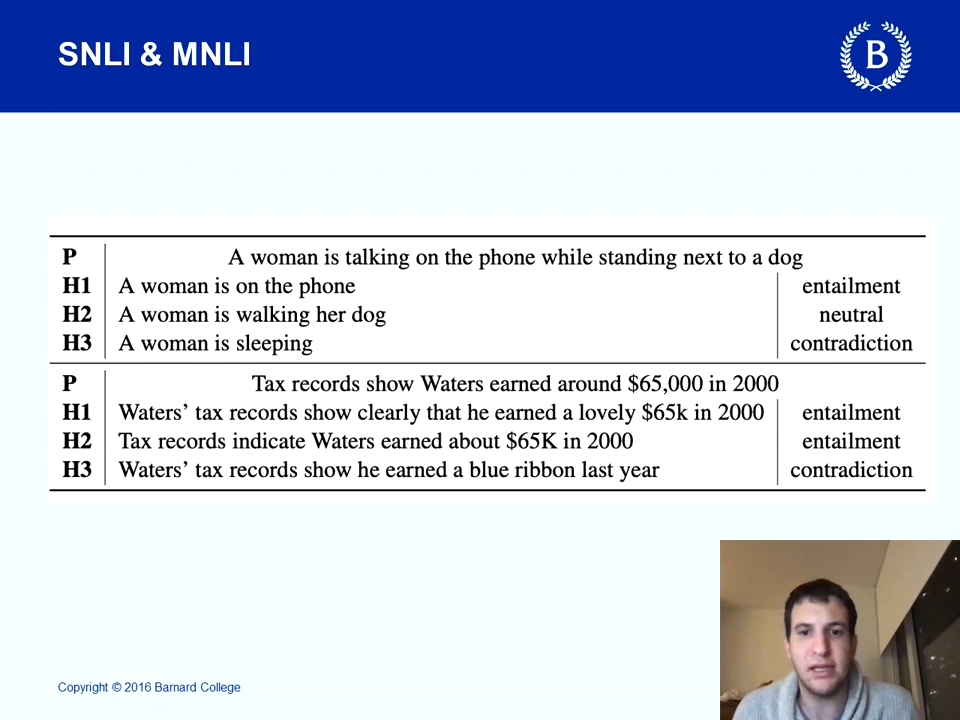 SNLI & MNLI
B
P A woman is talking on the phone while standing next to a dog
H1 A woman is on the phone entailment
H2 A woman is walking her dog neutral
H3 A woman is sleeping contradiction
P Tax records show Waters earned around $65,000 in 2000
H1 Waters' tax records show clearly that he earned a lovely $65k in 2000 entailment
H2 Tax records indicate Waters earned about $65K in 2000 entailment
H3 Waters' tax records show he earned a blue ribbon last year contradiction
Copyright © 2016 Barnard College